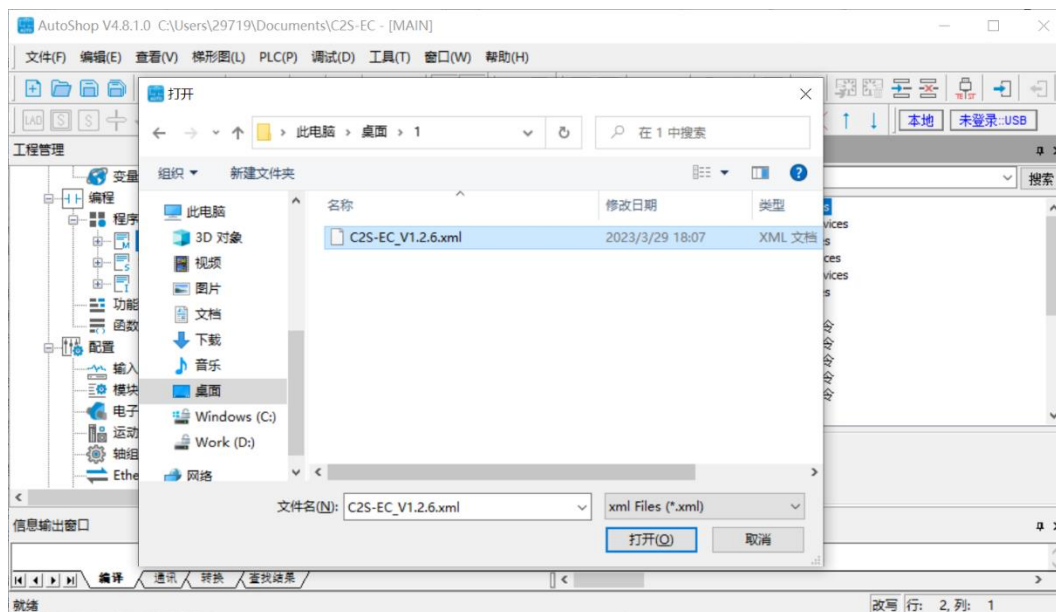 AutoShop V4.8.1.0 C:\Users\29719\Documents\C2S-EC - [MAIN]
文件(F) 编辑(E) 查看(V) 梯形图(L) PLC(P) 调试(D) 工具(T) 窗口(W) 帮助(H)
打开
TEST
LAD S S
此电脑 › 桌面 › 1
在 1 中搜索
本地 未登录::USB
工程管理
组织 新建文件夹
搜索
变量
编程
程序
M
S
I
功能
函数
配置
输入
模块
电子
运动
轴组
Ethe
此电脑
3D 对象
视频
图片
文档
下载
音乐
桌面
Windows (C:)
Work (D:)
网络
名称 修改日期 类型
C2S-EC_V1.2.6.xml 2023/3/29 18:07 XML 文档
s
vices
s
ces
vices
s
令
令
令
令
令
文件名(N): C2S-EC_V1.2.6.xml xml Files (*.xml)
打开(O) 取消
信息输出窗口
编译 通讯 转换 查找结果
就绪
改写 行: 2, 列: 1